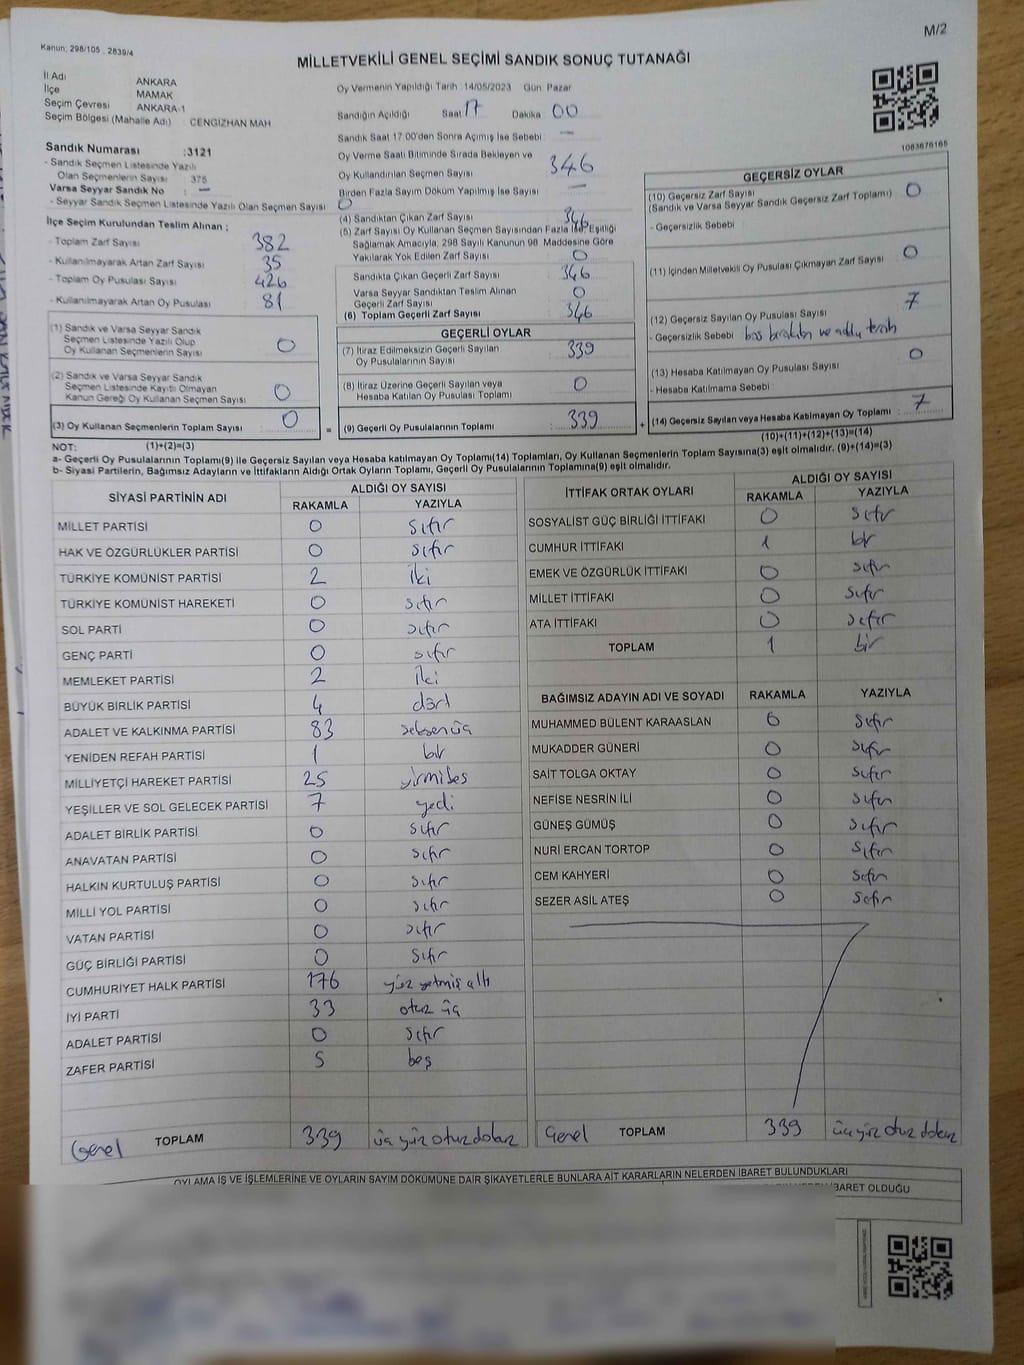 M/2
Kanun; 298/105 , 2839/4
MİLLETVEKİLİ GENEL SEÇİMİ SANDIK SONUÇ TUTANAĞI
İl Adı ANKARA
İlçe MAMAK
Seçim Çevresi ANKARA-1
Seçim Bölgesi (Mahalle Adı) CENGİZHAN MAH
Sandık Numarası :3121
- Sandık Seçmen Listesinde Yazılı
Olan Seçmenlerin Sayısı : 375
Varsa Seyyar Sandık No : —
- Seyyar Sandık Seçmen Listesinde Yazılı Olan Seçmen Sayısı 0
İlçe Seçim Kurulundan Teslim Alınan ;
- Toplam Zarf Sayısı 382
- Kullanılmayarak Artan Zarf Sayısı 35
- Toplam Oy Pusulası Sayısı 426
- Kullanılmayarak Artan Oy Pusulası 81
(1) Sandık ve Varsa Seyyar Sandık
Seçmen Listesinde Yazılı Olup
Oy Kullanan Seçmenlerin Sayısı 0
(2) Sandık ve Varsa Seyyar Sandık
Seçmen Listesinde Kayıtlı Olmayan
Kanun Gereği Oy Kullanan Seçmen Sayısı 0
(3) Oy Kullanan Seçmenlerin Toplam Sayısı 0
Oy Vermenin Yapıldığı Tarih 14/05/2023 Gün: Pazar
Sandığın Açıldığı Saat 17 Dakika 00
Sandık Saat 17:00'den Sonra Açımış İse Sebebi —
Oy Verme Saati Bitiminde Sırada Bekleyen ve
Oy Kullandırılan Seçmen Sayısı 346
Birden Fazla Sayım Döküm Yapılmış İse Sayısı —
(4) Sandıktan Çıkan Zarf Sayısı 346
(5) Zarf Sayısı Oy Kullanan Seçmen Sayısından Fazla İse, Eşitliği
Sağlamak Amacıyla, 298 Sayılı Kanunun 98. Maddesine Göre
Yakılarak Yok Edilen Zarf Sayısı 0
Sandıkta Çıkan Geçerli Zarf Sayısı 346
Varsa Seyyar Sandıktan Teslim Alınan
Geçerli Zarf Sayısı 0
(6) Toplam Geçerli Zarf Sayısı 346
GEÇERLİ OYLAR
(7) İtiraz Edilmeksizin Geçerli Sayılan
Oy Pusulalarının Sayısı 339
(8) İtiraz Üzerine Geçerli Sayılan veya
Hesaba Katılan Oy Pusulası Toplamı 0
= (9) Geçerli Oy Pusulalarının Toplamı 339 +
1083676165
GEÇERSİZ OYLAR
(10) Geçersiz Zarf Sayısı 0
(Sandık ve Varsa Seyyar Sandık Geçersiz Zarf Toplamı)
- Geçersizlik Sebebi
(11) İçinden Milletvekili Oy Pusulası Çıkmayan Zarf Sayısı 0
(12) Geçersiz Sayılan Oy Pusulası Sayısı 7
- Geçersizlik Sebebi boş bırakılan ve
(13) Hesaba Katılmayan Oy Pusulası Sayısı 0
- Hesaba Katılmama Sebebi
(14) Geçersiz Sayılan veya Hesaba Katılmayan Oy Toplamı : 7
NOT: (1)+(2)=(3) (10)+(11)+(12)+(13)=(14)
a- Geçerli Oy Pusulalarının Toplamı(9) ile Geçersiz Sayılan veya Hesaba katılmayan Oy Toplamı(14) Toplamları, Oy Kullanan Seçmenlerin Toplam Sayısına(3) eşit olmalıdır. (9)+(14)=(3)
b- Siyasi Partilerin, Bağımsız Adayların ve İttifakların Aldığı Ortak Oyların Toplamı, Geçerli Oy Pusulalarının Toplamına(9) eşit olmalıdır.
SİYASİ PARTİNİN ADI ALDIĞI OY SAYISI
RAKAMLA YAZIYLA
MİLLET PARTİSİ 0 sıfır
HAK VE ÖZGÜRLÜKLER PARTİSİ 0 sıfır
TÜRKİYE KOMÜNİST PARTİSİ 2 iki
TÜRKİYE KOMÜNİST HAREKETİ 0 sıfır
SOL PARTİ 0 sıfır
GENÇ PARTİ 0 sıfır
MEMLEKET PARTİSİ 2 iki
BÜYÜK BİRLİK PARTİSİ 4 dört
ADALET VE KALKINMA PARTİSİ 83 seksen üç
YENİDEN REFAH PARTİSİ 1 bir
MİLLİYETÇİ HAREKET PARTİSİ 25 yirmi beş
YEŞİLLER VE SOL GELECEK PARTİSİ 7 yedi
ADALET BİRLİK PARTİSİ 0 sıfır
ANAVATAN PARTİSİ 0 sıfır
HALKIN KURTULUŞ PARTİSİ 0 sıfır
MİLLİ YOL PARTİSİ 0 sıfır
VATAN PARTİSİ 0 sıfır
GÜÇ BİRLİĞİ PARTİSİ 0 sıfır
CUMHURİYET HALK PARTİSİ 176 yüz yetmiş altı
İYİ PARTİ 33 otuz üç
ADALET PARTİSİ 0 sıfır
ZAFER PARTİSİ 5 beş
Genel TOPLAM 339 üç yüz otuz dokuz
İTTİFAK ORTAK OYLARI ALDIĞI OY SAYISI
RAKAMLA YAZIYLA
SOSYALİST GÜÇ BİRLİĞİ İTTİFAKI 0 sıfır
CUMHUR İTTİFAKI 1 bir
EMEK VE ÖZGÜRLÜK İTTİFAKI 0 sıfır
MİLLET İTTİFAKI 0 sıfır
ATA İTTİFAKI 0 sıfır
TOPLAM 1 bir
BAĞIMSIZ ADAYIN ADI VE SOYADI RAKAMLA YAZIYLA
MUHAMMED BÜLENT KARAASLAN 0 sıfır
MUKADDER GÜNERİ 0 sıfır
SAİT TOLGA OKTAY 0 sıfır
NEFİSE NESRİN İLİ 0 sıfır
GÜNEŞ GÜMÜŞ 0 sıfır
NURİ ERCAN TORTOP 0 sıfır
CEM KAHYERİ 0 sıfır
SEZER ASİL ATEŞ 0 sıfır
Genel TOPLAM 339 üç yüz otuz dokuz
OYLAMA İŞ VE İŞLEMLERİNE VE OYLARIN SAYIM DÖKÜMÜNE DAİR ŞİKAYETLERLE BUNLARA AİT KARARLARIN NELERDEN İBARET BULUNDUKLARI
İBARET OLDUĞU